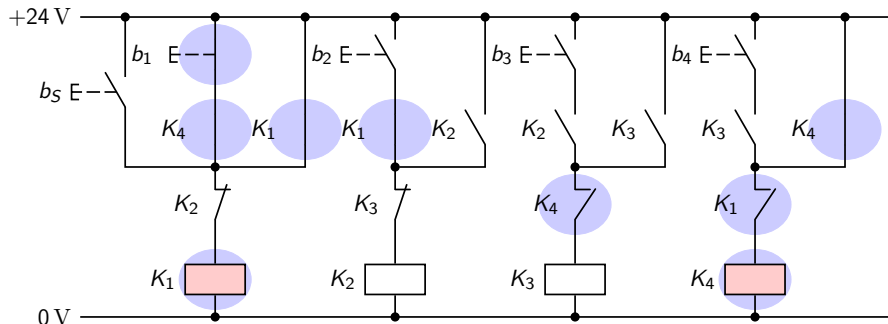 +24 V
b1 b2 b3 b4
bS
K4 K1 K1 K2 K2 K3 K3 K4
K2 K3 K4 K1
K1 K2 K3 K4
0 V